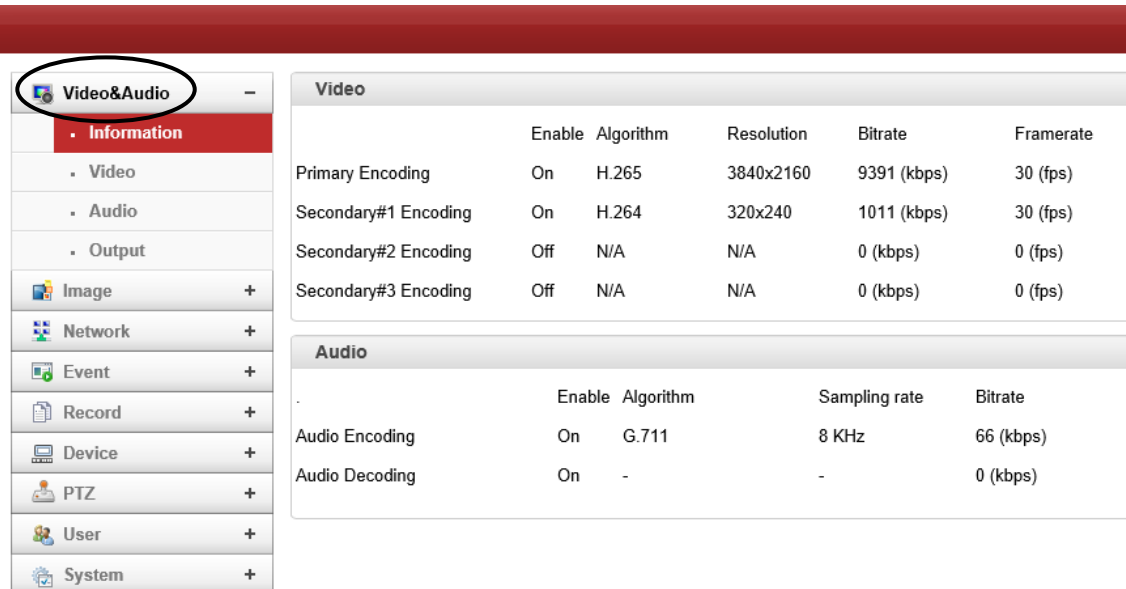 Video&Audio −
Information
Video
Audio
Output
Image +
Network +
Event +
Record +
Device +
PTZ +
User +
System +
Video
Enable Algorithm Resolution Bitrate Framerate
Primary Encoding On H.265 3840x2160 9391 (kbps) 30 (fps)
Secondary#1 Encoding On H.264 320x240 1011 (kbps) 30 (fps)
Secondary#2 Encoding Off N/A N/A 0 (kbps) 0 (fps)
Secondary#3 Encoding Off N/A N/A 0 (kbps) 0 (fps)
Audio
. Enable Algorithm Sampling rate Bitrate
Audio Encoding On G.711 8 KHz 66 (kbps)
Audio Decoding On - - 0 (kbps)